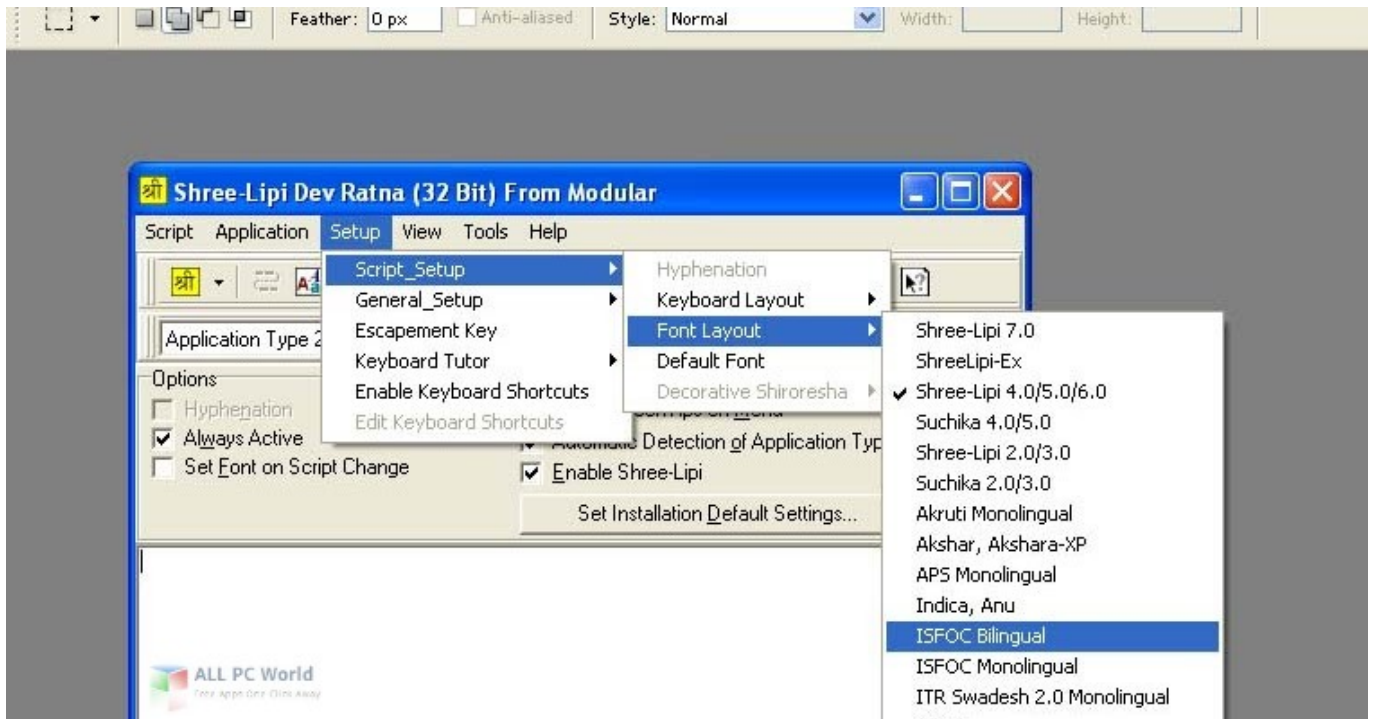 Feather: 0 px Anti-aliased Style: Normal Width: Height:
श्री Shree-Lipi Dev Ratna (32 Bit) From Modular
Script Application Setup View Tools Help
श्री
Application Type 2
Script_Setup
General_Setup
Escapement Key
Keyboard Tutor
Enable Keyboard Shortcuts
Edit Keyboard Shortcuts
Hyphenation
Keyboard Layout
Font Layout
Default Font
Decorative Shiroresha
Shree-Lipi 7.0
ShreeLipi-Ex
Shree-Lipi 4.0/5.0/6.0
Suchika 4.0/5.0
Shree-Lipi 2.0/3.0
Suchika 2.0/3.0
Akruti Monolingual
Akshar, Akshara-XP
APS Monolingual
Indica, Anu
ISFOC Bilingual
ISFOC Monolingual
ITR Swadesh 2.0 Monolingual
Options
Hyphenation
Always Active
Set Font on Script Change
Automatic Detection of Application Typ
Enable Shree-Lipi
Set Installation Default Settings...
ALL PC World
Free Apps One Click Away